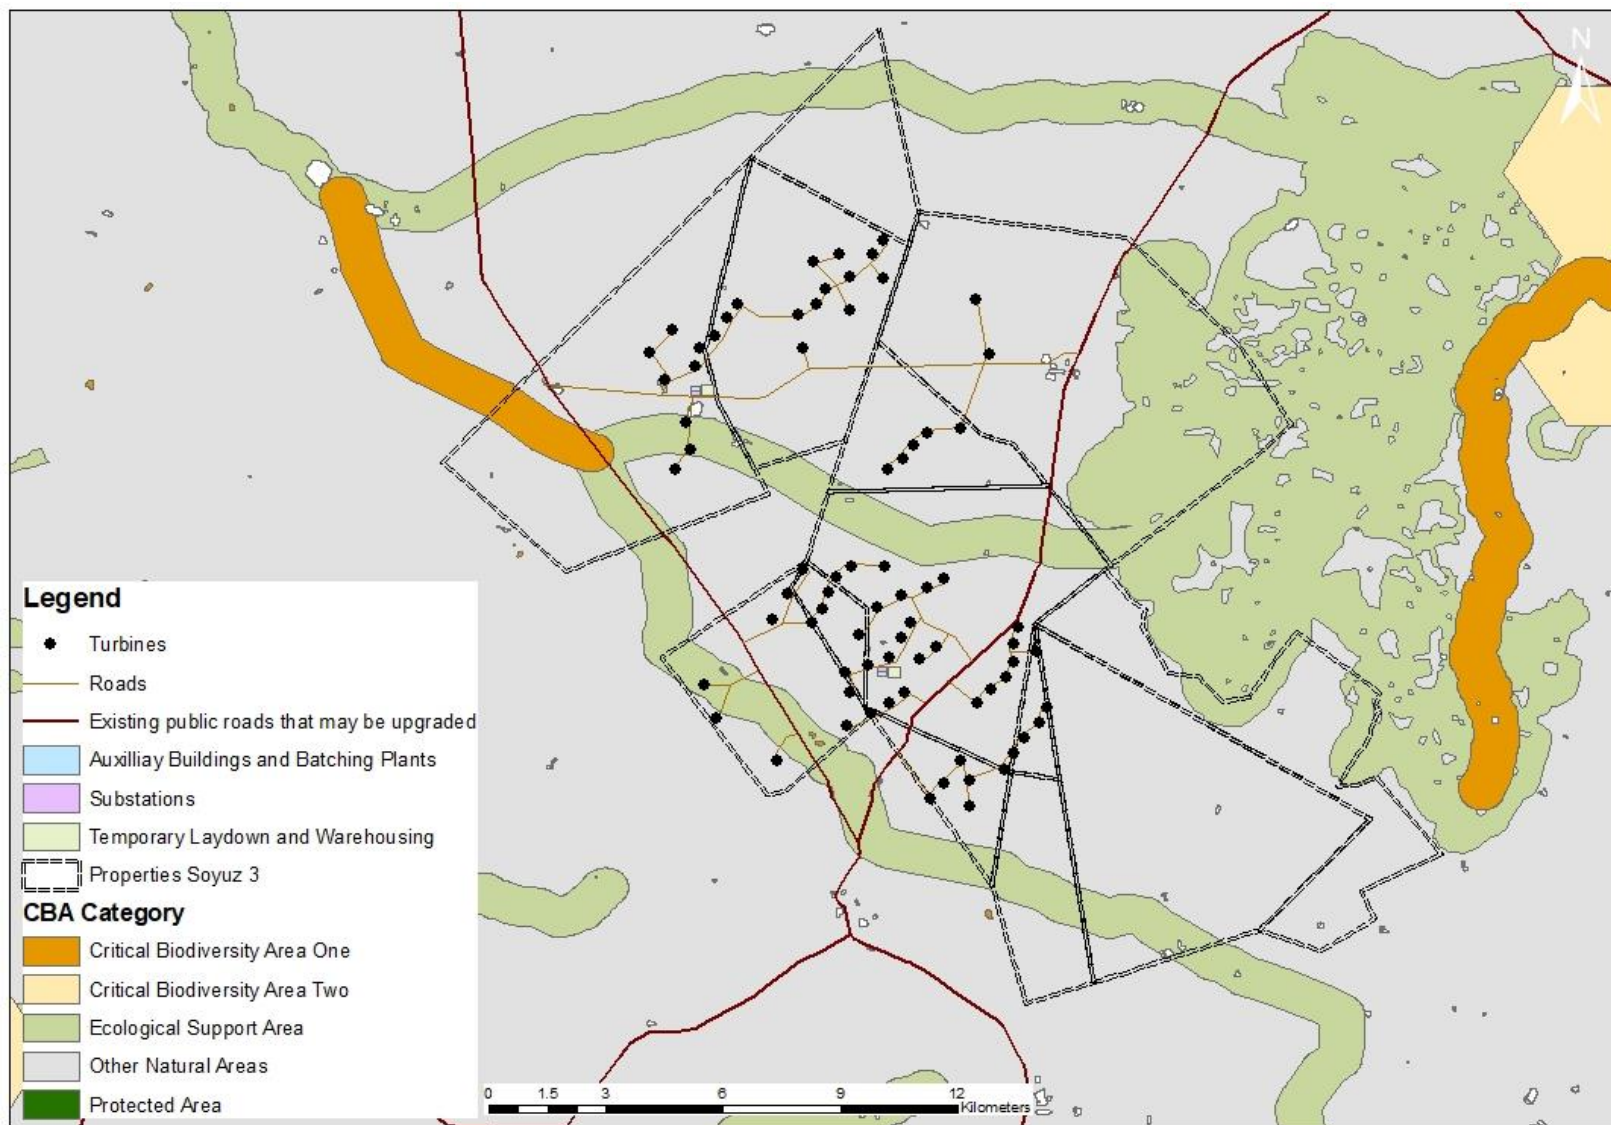 N
Legend
Turbines
Roads
Existing public roads that may be upgraded
Auxilliay Buildings and Batching Plants
Substations
Temporary Laydown and Warehousing
Properties Soyuz 3
CBA Category
Critical Biodiversity Area One
Critical Biodiversity Area Two
Ecological Support Area
Other Natural Areas
Protected Area
0 1.5 3 6 9 12
Kilometers